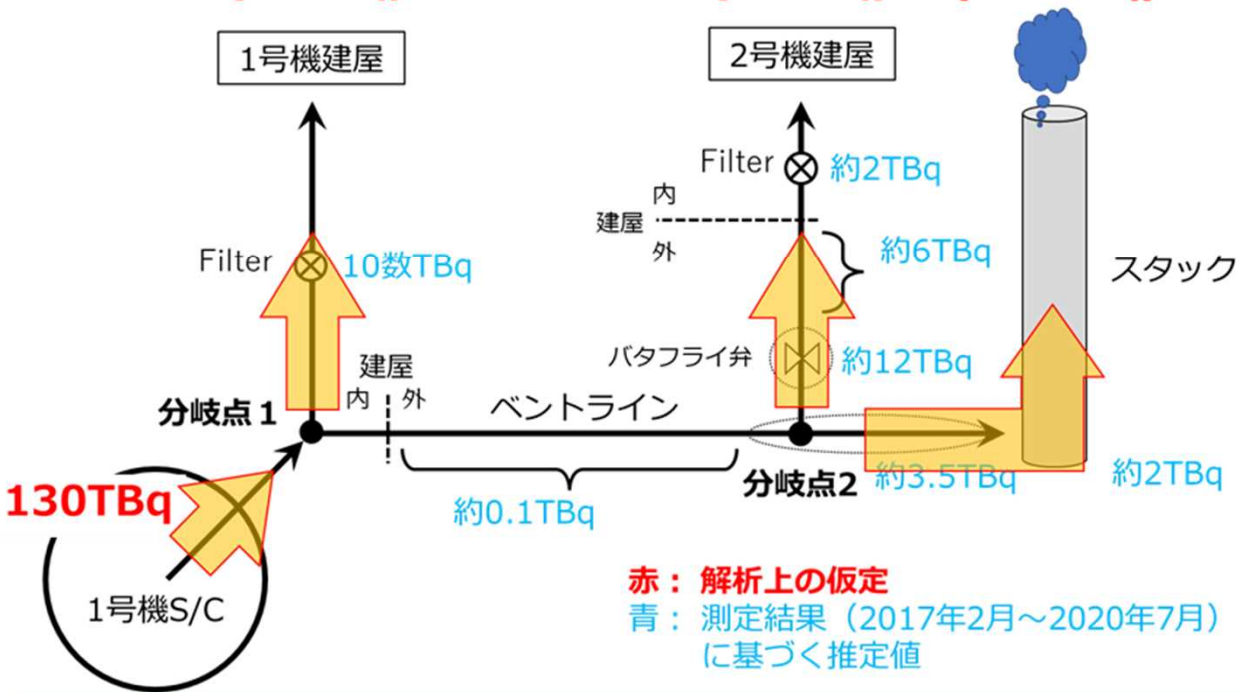 1号機建屋
2号機建屋
Filter
約2TBq
内
建屋
外
約6TBq
Filter
10数TBq
スタック
バタフライ弁
約12TBq
建屋
内 外
分岐点1
ベントライン
分岐点2
約3.5TBq
約2TBq
130TBq
約0.1TBq
1号機S/C
赤： 解析上の仮定
青： 測定結果（2017年2月～2020年7月）
に基づく推定値